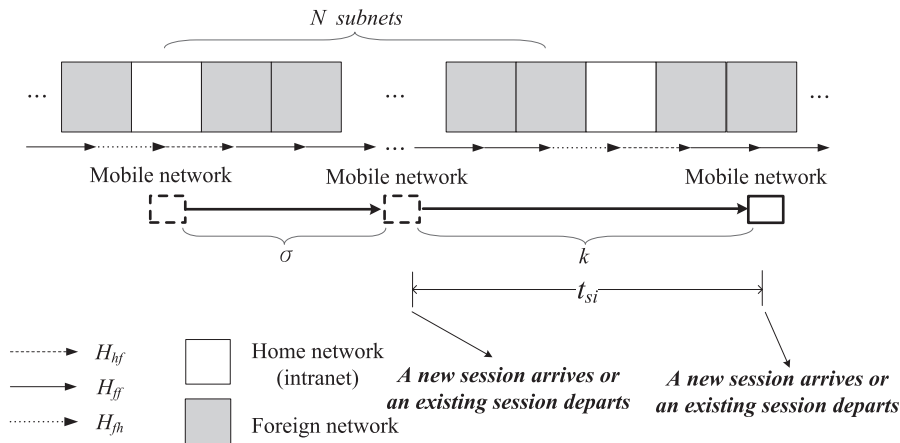 N subnets
... ... ...
...
Mobile network Mobile network Mobile network
σ k
t_si
H_hf
H_ff
H_fh
Home network
(intranet)
Foreign network
A new session arrives or
an existing session departs
A new session arrives or
an existing session departs